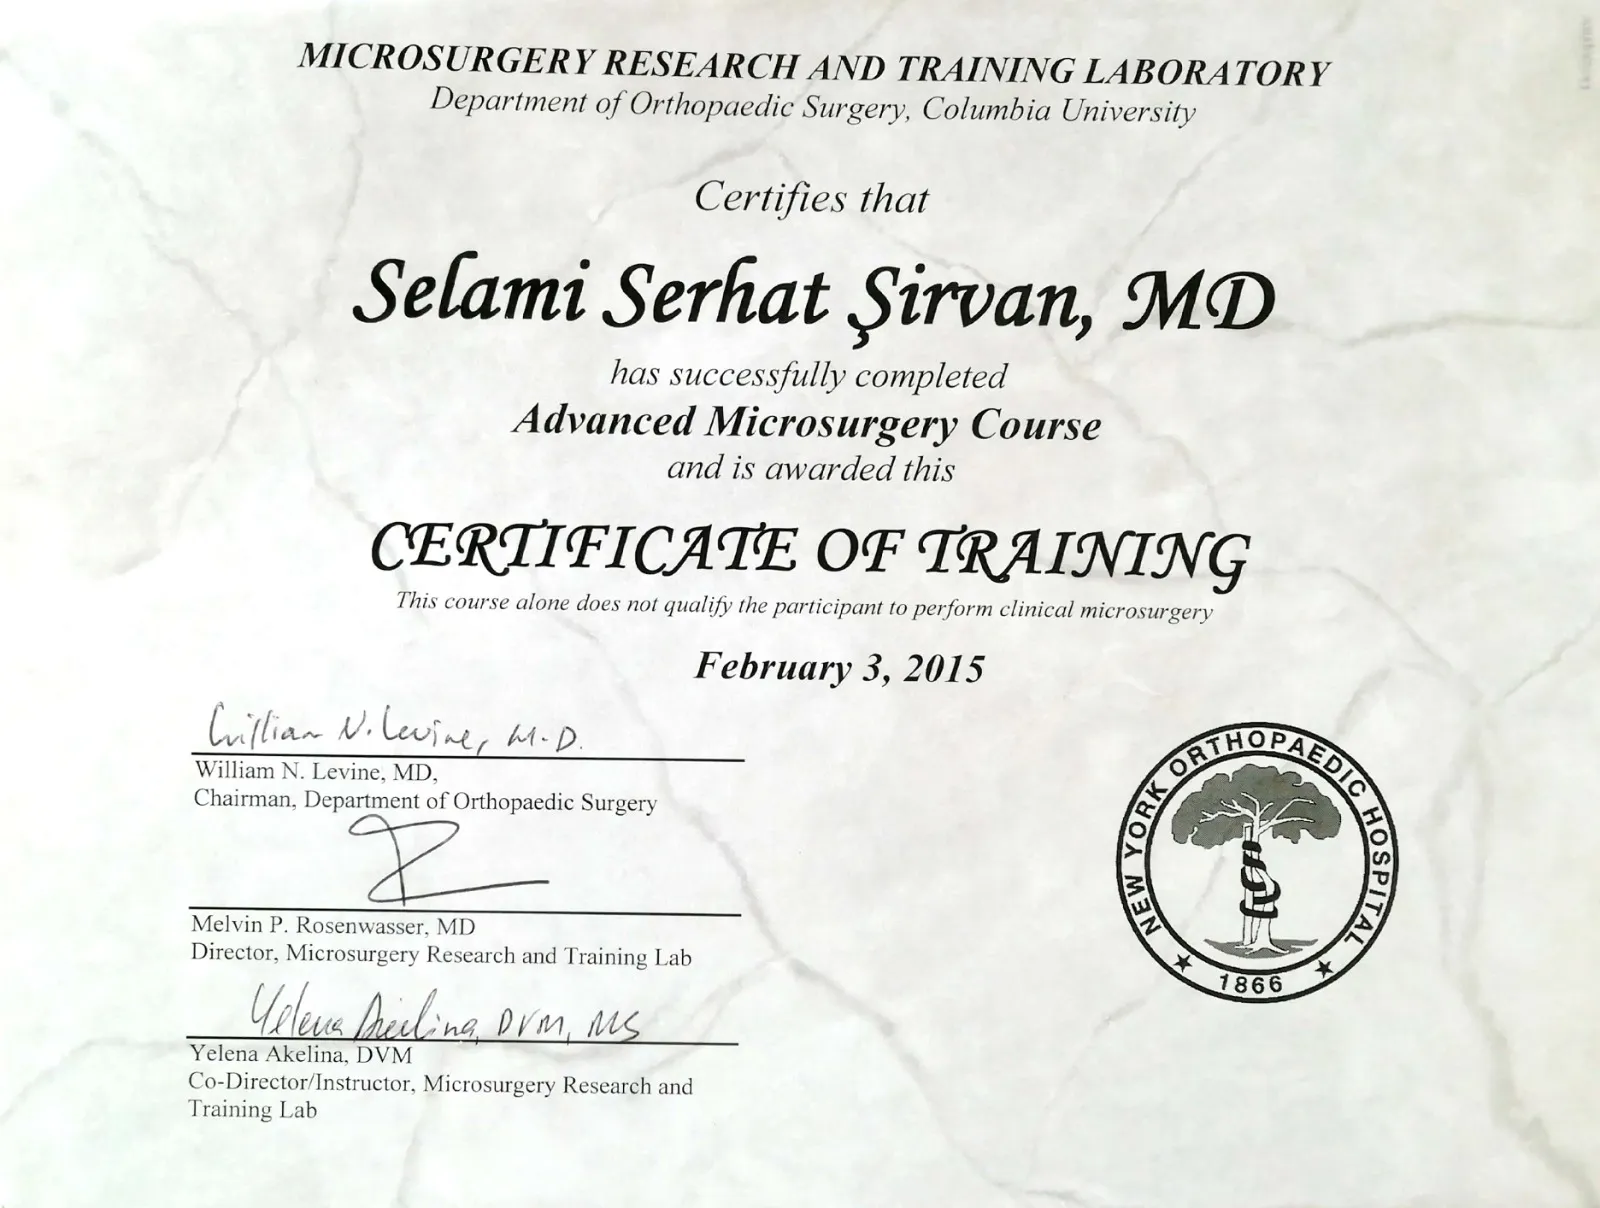 MICROSURGERY RESEARCH AND TRAINING LABORATORY
Department of Orthopaedic Surgery, Columbia University
Certifies that
Selami Serhat Şirvan, MD
has successfully completed
Advanced Microsurgery Course
and is awarded this
CERTIFICATE OF TRAINING
This course alone does not qualify the participant to perform clinical microsurgery
February 3, 2015
William N. Levine, M.D.
William N. Levine, MD,
Chairman, Department of Orthopaedic Surgery
Melvin P. Rosenwasser, MD
Director, Microsurgery Research and Training Lab
Yelena Akelina, DVM, MS
Yelena Akelina, DVM
Co-Director/Instructor, Microsurgery Research and
Training Lab
NEW YORK ORTHOPAEDIC HOSPITAL
1866